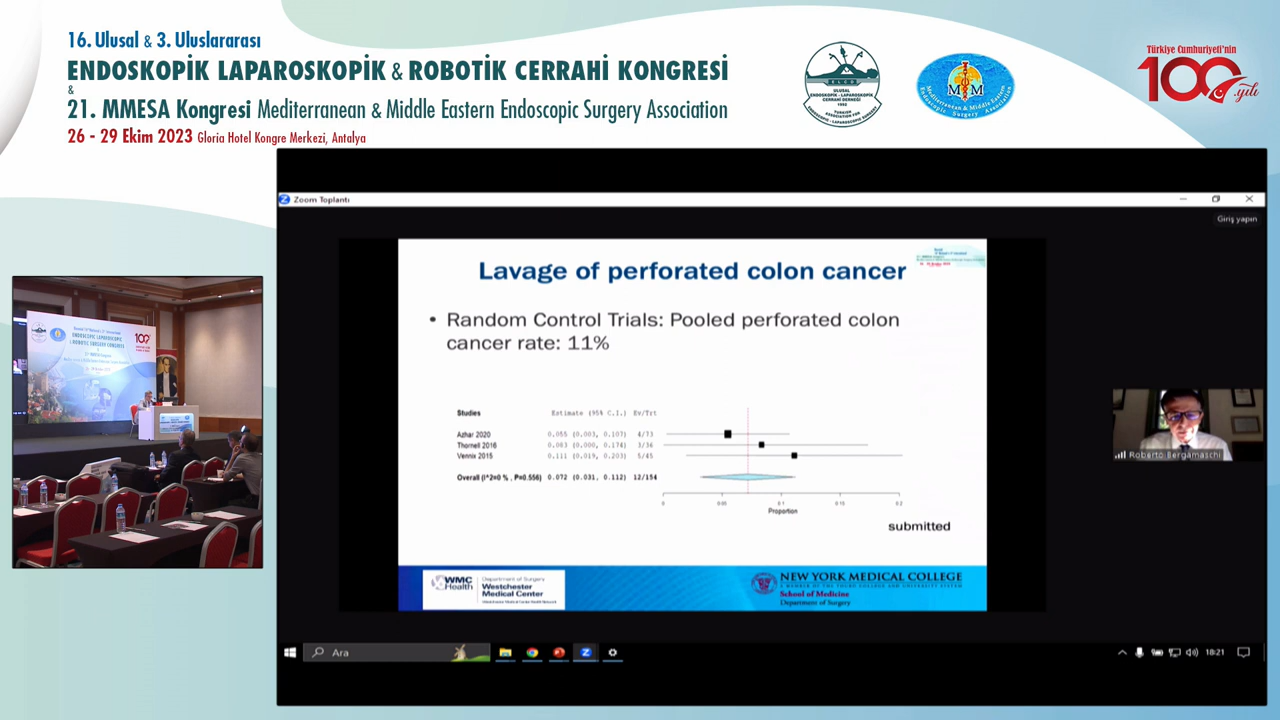 16. Ulusal & 3. Uluslararası
ENDOSKOPİK LAPAROSKOPİK & ROBOTİK CERRAHİ KONGRESİ
&
21. MMESA Kongresi Mediterranean & Middle Eastern Endoscopic Surgery Association
26 - 29 Ekim 2023 Gloria Hotel Kongre Merkezi, Antalya
Türkiye Cumhuriyeti'nin
100.yılı
Zoom Toplantı
Giriş yapın
Lavage of perforated colon cancer
• Random Control Trials: Pooled perforated colon
cancer rate: 11%
Studies Estimate (95% C.I.) Ev/Trt
Azhar 2020 0.055 (0.003, 0.107) 4/73
Thornell 2016 0.083 (0.000, 0.174) 3/36
Vennix 2015 0.111 (0.019, 0.203) 5/45
Overall (I^2=0 % , P=0.556) 0.072 (0.031, 0.112) 12/154
0 0.05 0.1 0.15 0.2
Proportion
submitted
WMC
Health
Department of Surgery
Westchester
Medical Center
NEW YORK MEDICAL COLLEGE
School of Medicine
Department of Surgery
Roberto Bergamaschi
ENDOSCOPIC LAPAROSCOPIC
& ROBOTIC SURGERY CONGRESS
Ara
18:21